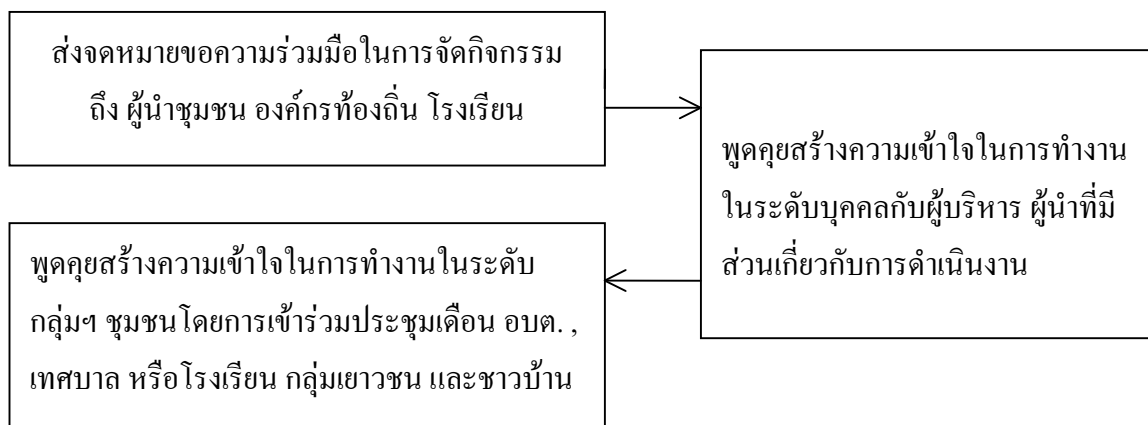 ส่งจดหมายขอความร่วมมือในการจัดกิจกรรม
ถึง ผู้นำชุมชน องค์กรท้องถิ่น โรงเรียน
พูดคุยสร้างความเข้าใจในการทำงาน
ในระดับบุคคลกับผู้บริหาร ผู้นำที่มี
ส่วนเกี่ยวกับการดำเนินงาน
พูดคุยสร้างความเข้าใจในการทำงานในระดับ
กลุ่มฯ ชุมชนโดยการเข้าร่วมประชุมเดือน อบต. ,
เทศบาล หรือโรงเรียน กลุ่มเยาวชน และชาวบ้าน